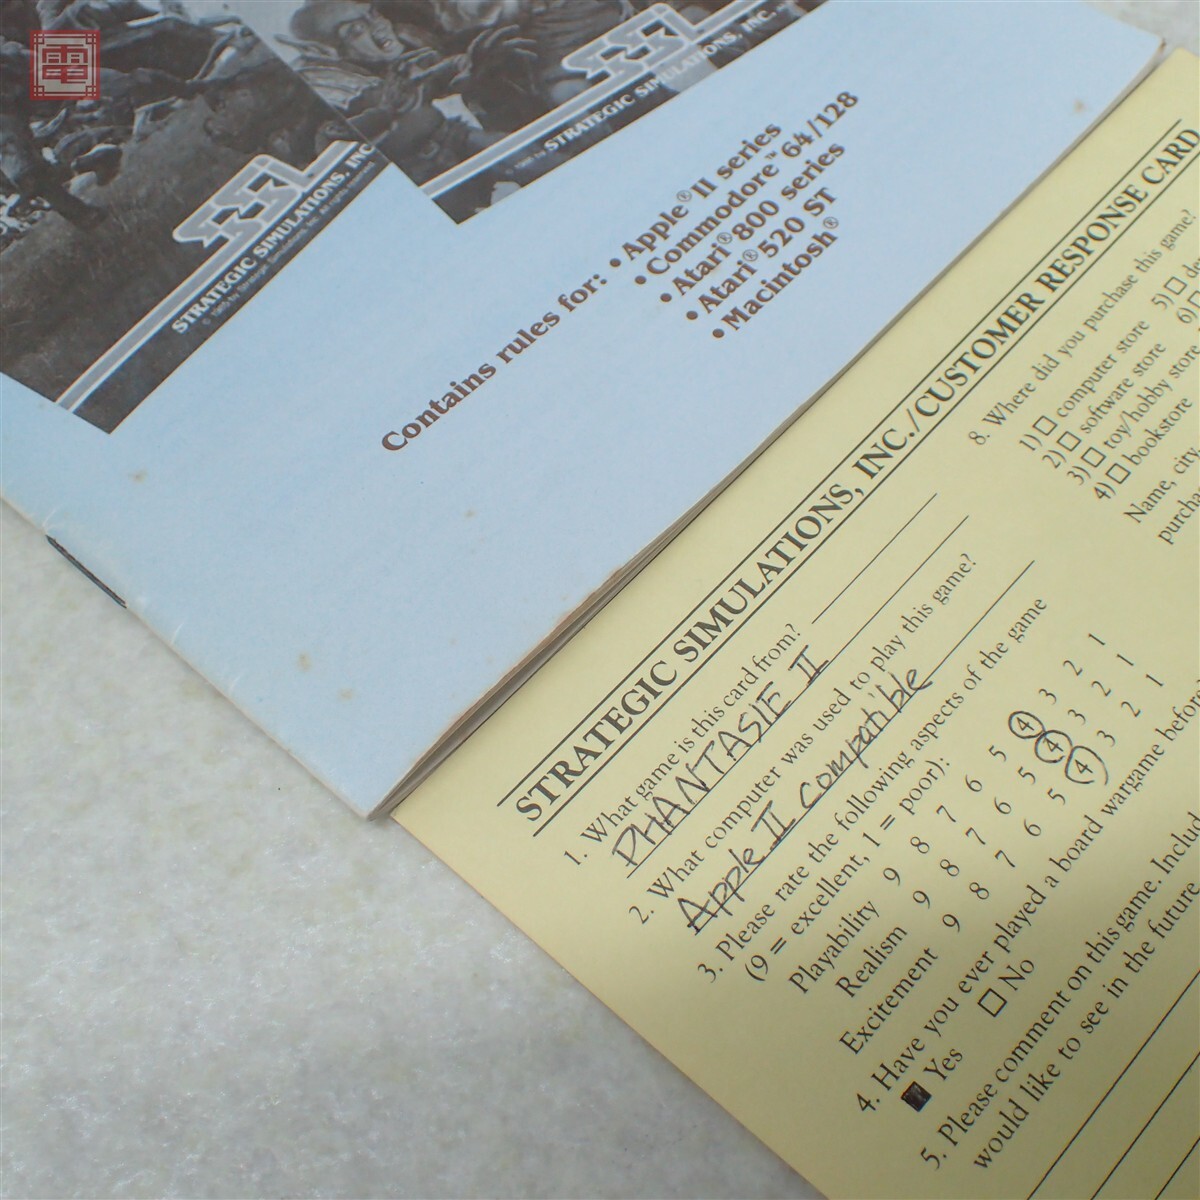 電
SSI
STRATEGIC SIMULATIONS, INC.
SSI
STRATEGIC SIMULATIONS, INC
Contains rules for: • Apple® II series
• Commodore™ 64/128
• Atari® 800 series
• Atari® 520 ST
• Macintosh®
STRATEGIC SIMULATIONS, INC./CUSTOMER RESPONSE CARD
1. What game is this card from?
PHANTASIE II
2. What computer was used to play this game?
Apple II compatible
3. Please rate the following aspects of the game
(9 = excellent, 1 = poor):
Playability 9 8 7 6 5 4 3 2 1
Realism 9 8 7 6 5 4 3 2 1
Excitement 9 8 7 6 5 4 3 2 1
4. Have you ever played a board wargame before
Yes □ No
5. Please comment on this game. Includ
would like to see in the future
8. Where did you purchase this game?
1) □ computer store 5) □ de
2) □ software store 6)
3) □ toy/hobby store
4) □ bookstore
Name, city,
purcha